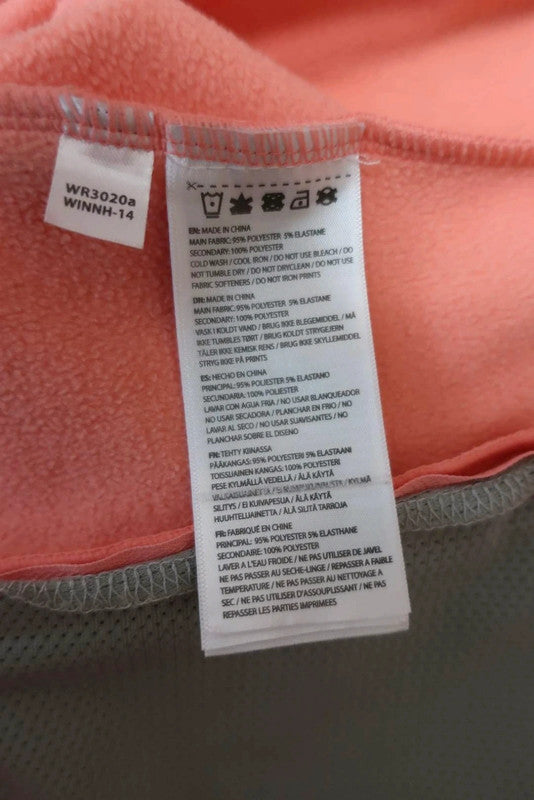 WR3020a
WINNH-14
EN: MADE IN CHINA
MAIN FABRIC: 95% POLYESTER 5% ELASTANE
SECONDARY: 100% POLYESTER
COLD WASH / COOL IRON / DO NOT USE BLEACH / DO
NOT TUMBLE DRY / DO NOT DRYCLEAN / DO NOT USE
FABRIC SOFTENERS / DO NOT IRON PRINTS
DN: MADE IN CHINA
MAIN FABRIC: 95% POLYESTER 5% ELASTANE
SECONDARY: 100% POLYESTER
VASK I KOLDT VAND / BRUG IKKE BLEGEMIDDEL / MÅ
IKKE TUMBLES TØRT / BRUG KOLDT STRYGEJERN
TÅLER IKKE KEMISK RENS / BRUG IKKE SKYLLEMIDDEL
STRYG IKKE PÅ PRINTS
ES: HECHO EN CHINA
PRINCIPAL: 95% POLYESTER 5% ELASTANO
SECUNDARIA: 100% POLYESTER
LAVAR CON AGUA FRIA / NO USAR BLANQUEADOR
NO USAR SECADORA / PLANCHAR EN FRIO / NO
LAVAR AL SECO / NO USAR SUAVISANTES / NO
PLANCHAR SOBRE EL DISENO
FN: TEHTY KIINASSA
PÄÄKANGAS: 95% POLYESTERI 5% ELASTAANI
TOISSIJAINEN KANGAS: 100% POLYESTERI
PESE KYLMÄLLÄ VEDELLÄ / ÄLÄ KÄYTÄ
SILITYS / EI KUIVAPESUA / ÄLÄ KÄYTÄ
HUUHTELUAINETTA / ÄLÄ SILITÄ TARROJA
FR: FABRIQUÉ EN CHINE
PRINCIPAL: 95% POLYESTER 5% ELASTHANE
SECONDAIRE: 100% POLYESTER
LAVER A L'EAU FROIDE / NE PAS UTILISER DE JAVEL
NE PAS PASSER AU SECHE-LINGE / REPASSER A FAIBLE
TEMPERATURE / NE PAS PASSER AU NETTOYAGE A
SEC / NE PAS UTILISER D'ASSOUPLISSANT / NE PAS
REPASSER LES PARTIES IMPRIMEES